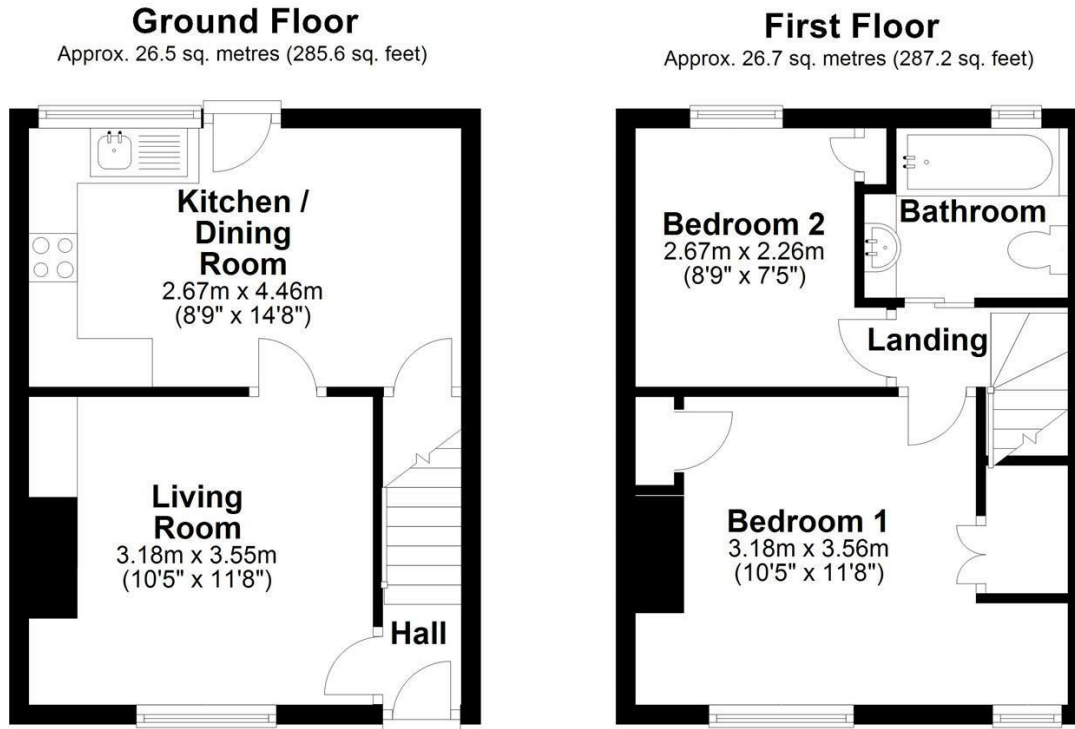 Ground Floor
Approx. 26.5 sq. metres (285.6 sq. feet)
Kitchen /
Dining
Room
2.67m x 4.46m
(8'9" x 14'8")
Living
Room
3.18m x 3.55m
(10'5" x 11'8")
Hall
First Floor
Approx. 26.7 sq. metres (287.2 sq. feet)
Bedroom 2
2.67m x 2.26m
(8'9" x 7'5")
Bathroom
Landing
Bedroom 1
3.18m x 3.56m
(10'5" x 11'8")